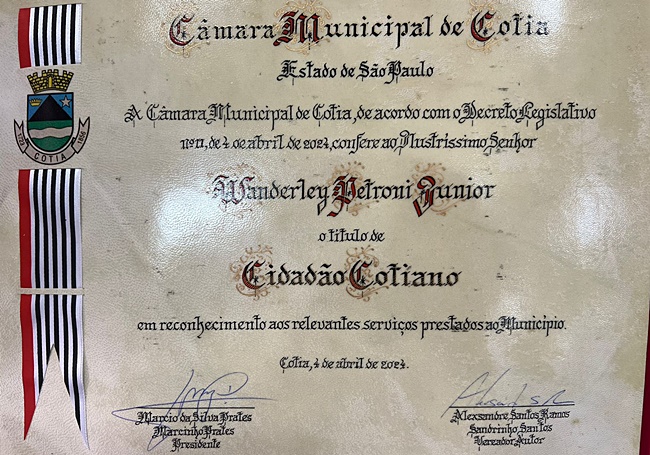 Câmara Municipal de Cotia
Estado de São Paulo
A Câmara Municipal de Cotia, de acordo com o Decreto Legislativo
nº 11, de 4 de abril de 2024, confere ao Ilustríssimo Senhor
Wanderley Petroni Junior
o título de
Cidadão Cotiano
em reconhecimento aos relevantes serviços prestados ao Município.
Cotia, 4 de abril de 2024.
Marcio da Silva Prates
Marcinho Prates
Presidente
Alexsandre Santos Ramos
Sandrinho Santos
Vereador Autor
COTIA
1856